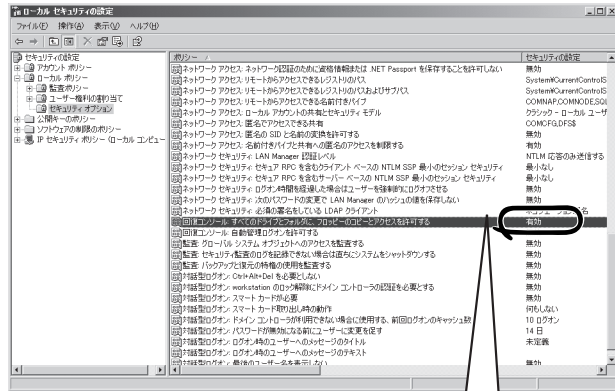 ローカル セキュリティの設定
ファイル(F) 操作(A) 表示(V) ヘルプ(H)
セキュリティの設定
アカウント ポリシー
ローカル ポリシー
監査ポリシー
ユーザー権利の割り当て
セキュリティ オプション
公開キーのポリシー
ソフトウェアの制限のポリシー
IP セキュリティ ポリシー (ローカル コンピュー
ポリシー セキュリティの設定
ネットワーク アクセス: ネットワーク認証のために資格情報または .NET Passport を保存することを許可しない 無効
ネットワーク アクセス: リモートからアクセスできるレジストリのパス System¥CurrentControlS
ネットワーク アクセス: リモートからアクセスできるレジストリのパスおよびサブパス System¥CurrentControlS
ネットワーク アクセス: リモートからアクセスできる名前付きパイプ COMNAP,COMNODE,SQL
ネットワーク アクセス: ローカル アカウントの共有とセキュリティ モデル クラシック - ローカル ユーザ
ネットワーク アクセス: 匿名でアクセスできる共有 COMCFG,DFS$
ネットワーク アクセス: 匿名の SID と名前の変換を許可する 無効
ネットワーク アクセス: 名前付きパイプと共有への匿名のアクセスを制限する 有効
ネットワーク セキュリティ: LAN Manager 認証レベル NTLM 応答のみ送信する
ネットワーク セキュリティ: セキュア RPC を含むクライアント ベースの NTLM SSP 最小のセッション セキュリティ 最小なし
ネットワーク セキュリティ: セキュア RPC を含むサーバー ベースの NTLM SSP 最小のセッション セキュリティ 最小なし
ネットワーク セキュリティ: ログオン時間を経過した場合はユーザーを強制的にログオフさせる 無効
ネットワーク セキュリティ: 次のパスワードの変更で LAN Manager のハッシュの値を保存しない 無効
ネットワーク セキュリティ: 必須の署名をしている LDAP クライアント
回復コンソール: すべてのドライブとフォルダに、フロッピーのコピーとアクセスを許可する 有効
回復コンソール: 自動管理ログオンを許可する
監査: グローバル システム オブジェクトへのアクセスを監査する 無効
監査: セキュリティ監査のログを記録できない場合は直ちにシステムをシャットダウンする 無効
監査: バックアップと復元の特権の使用を監査する 無効
対話型ログオン: Ctrl+Alt+Del を必要としない 無効
対話型ログオン: workstation のロック解除にドメイン コントローラの認証を必要とする 無効
対話型ログオン: スマート カードが必要 無効
対話型ログオン: スマート カード取り出し時の動作 何もしない
対話型ログオン: ドメイン コントローラが利用できない場合に使用する、前回ログオンのキャッシュ数 10 ログオン
対話型ログオン: パスワードが無効になる前にユーザーに変更を促す 14 日
対話型ログオン: ログオン時のユーザーへのメッセージのタイトル 未定義
対話型ログオン: ログオン時のユーザーへのメッセージのテキスト
対話型ログオン: 最後のユーザー名を表示しない 無効